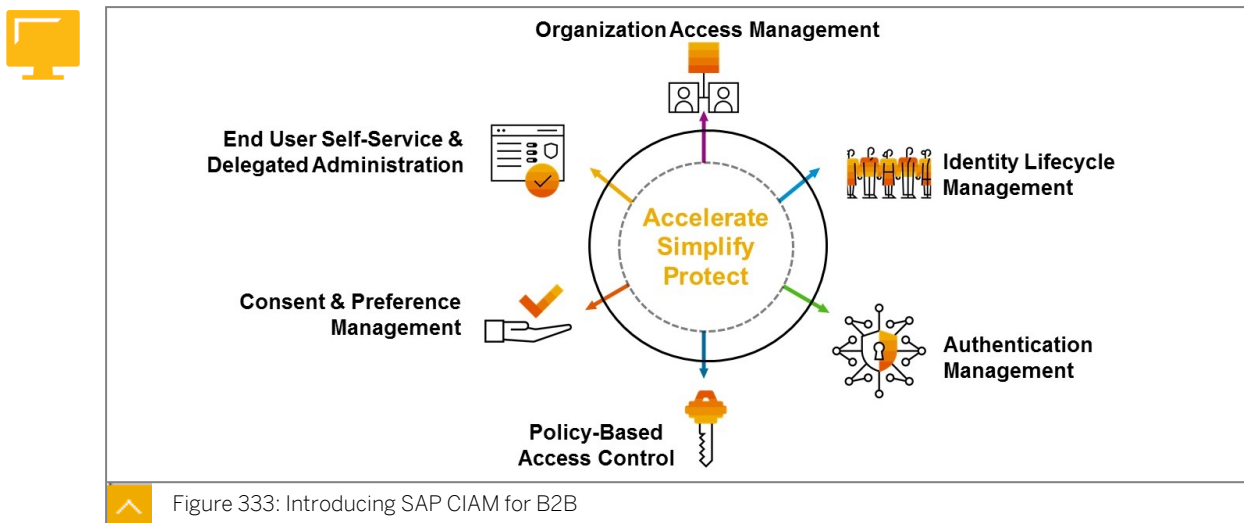 Organization Access Management
End User Self-Service &
Delegated Administration
Identity Lifecycle
Management
Accelerate
Simplify
Protect
Consent & Preference
Management
Authentication
Management
Policy-Based
Access Control
Figure 333: Introducing SAP CIAM for B2B